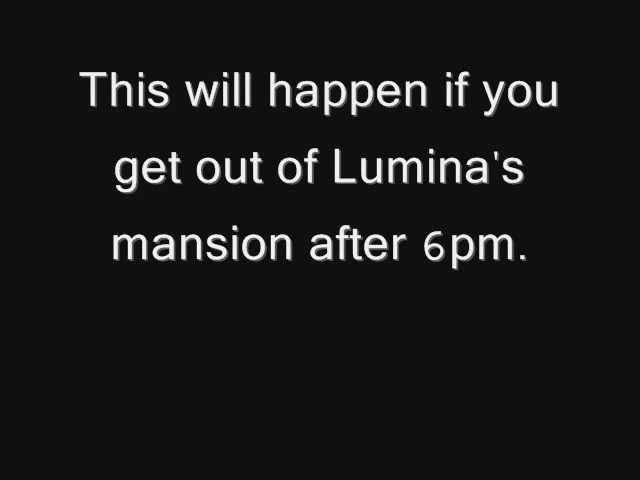 This will happen if you
get out of Lumina's
mansion after 6pm.